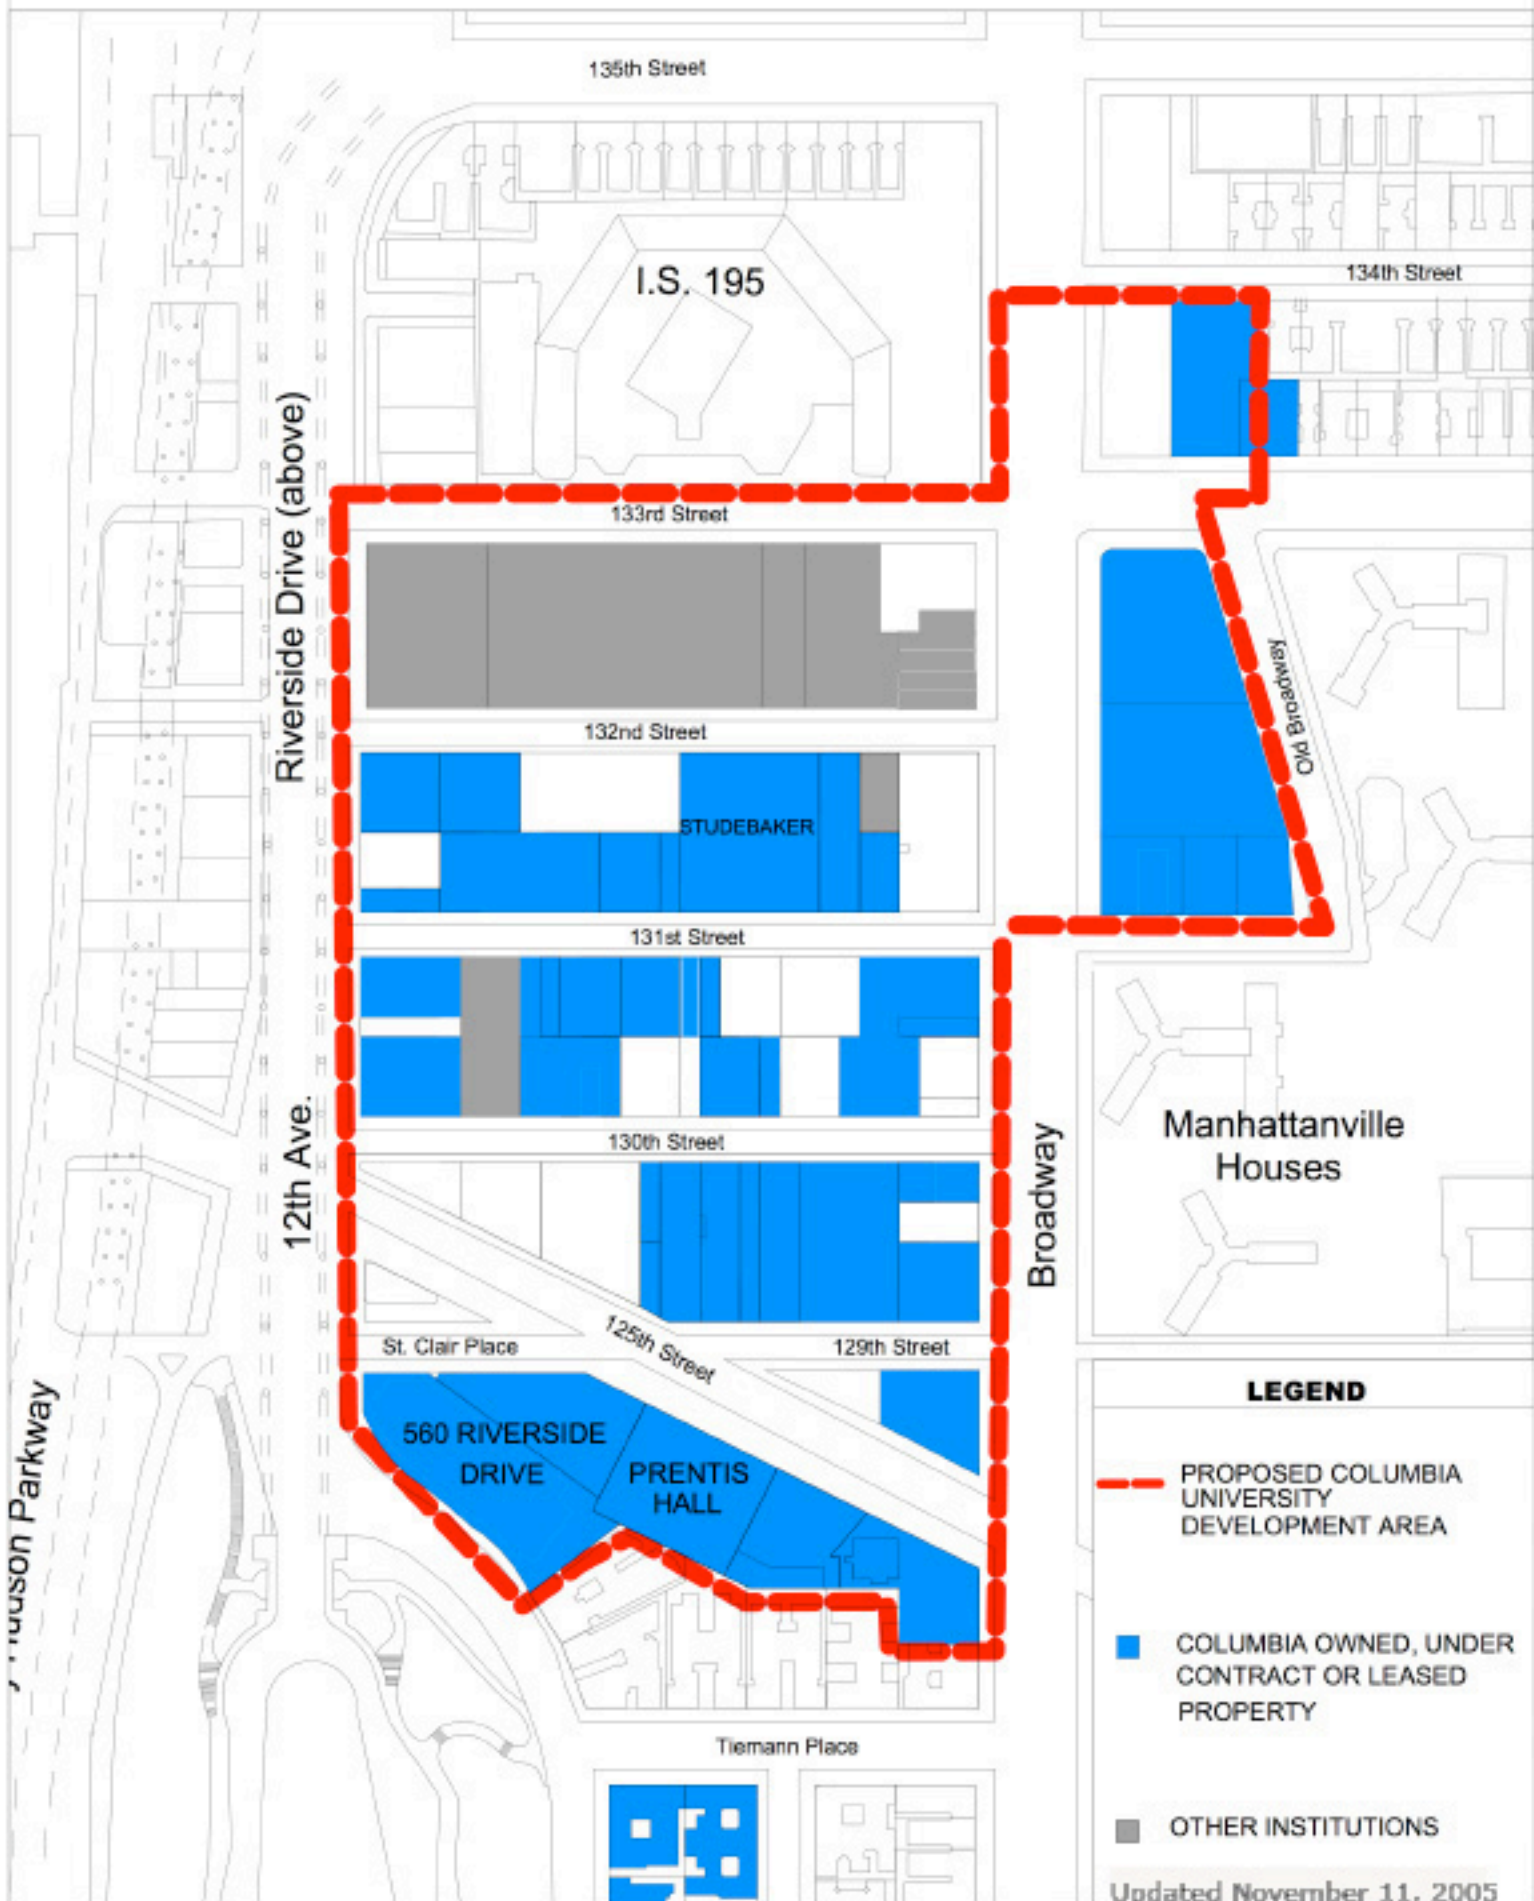 135th Street
134th Street
I.S. 195
Riverside Drive (above)
133rd Street
Old Broadway
132nd Street
STUDEBAKER
131st Street
12th Ave.
130th Street
Broadway
Manhattanville
Houses
125th Street
St. Clair Place
129th Street
560 RIVERSIDE
DRIVE
PRENTIS
HALL
Hudson Parkway
Tiemann Place
LEGEND
PROPOSED COLUMBIA
UNIVERSITY
DEVELOPMENT AREA
COLUMBIA OWNED, UNDER
CONTRACT OR LEASED
PROPERTY
OTHER INSTITUTIONS
Updated November 11, 2005